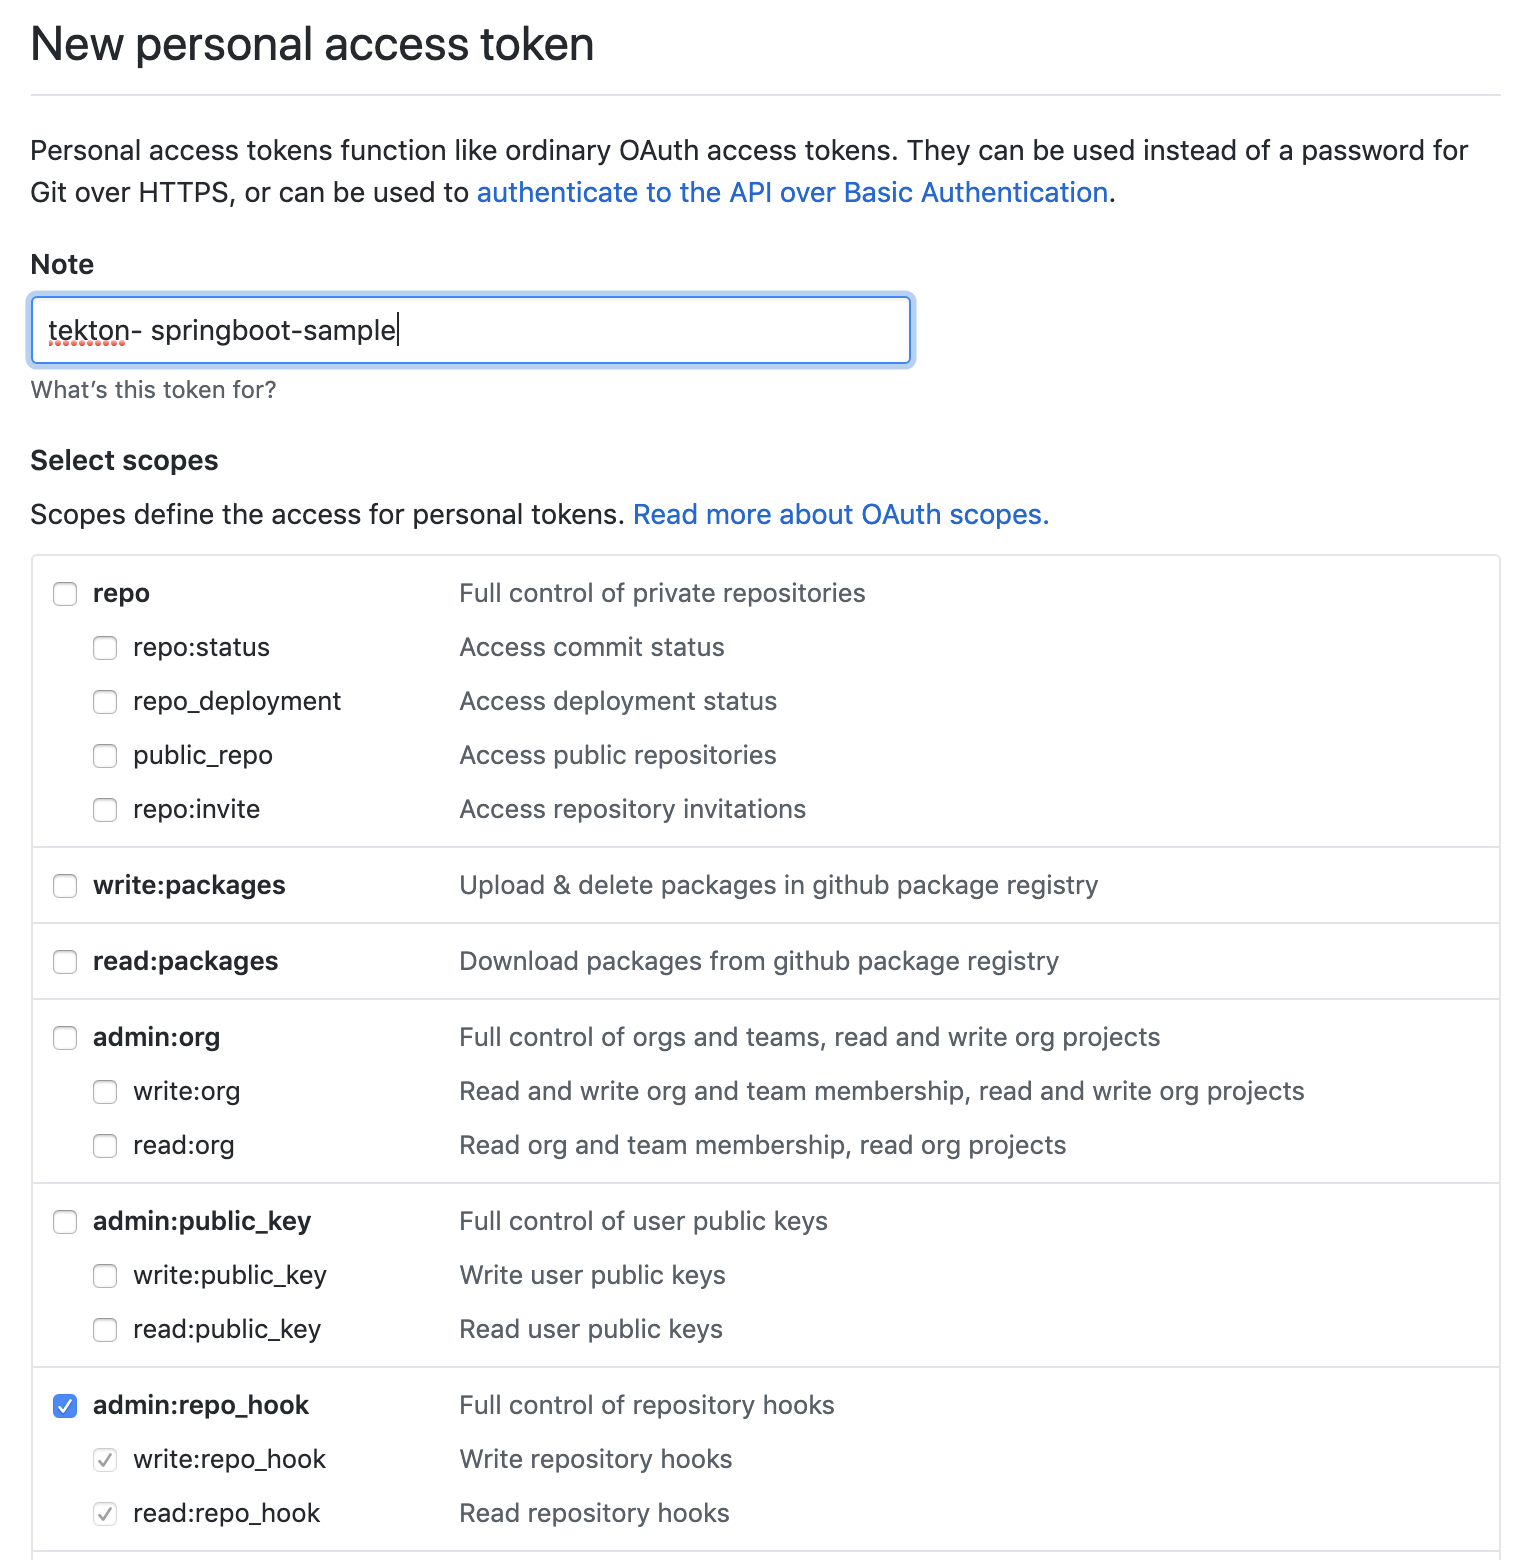 New personal access token
Personal access tokens function like ordinary OAuth access tokens. They can be used instead of a password for
Git over HTTPS, or can be used to authenticate to the API over Basic Authentication.
Note
tekton- springboot-sample
What's this token for?
Select scopes
Scopes define the access for personal tokens. Read more about OAuth scopes.
repo Full control of private repositories
repo:status Access commit status
repo_deployment Access deployment status
public_repo Access public repositories
repo:invite Access repository invitations
write:packages Upload & delete packages in github package registry
read:packages Download packages from github package registry
admin:org Full control of orgs and teams, read and write org projects
write:org Read and write org and team membership, read and write org projects
read:org Read org and team membership, read org projects
admin:public_key Full control of user public keys
write:public_key Write user public keys
read:public_key Read user public keys
admin:repo_hook Full control of repository hooks
write:repo_hook Write repository hooks
read:repo_hook Read repository hooks